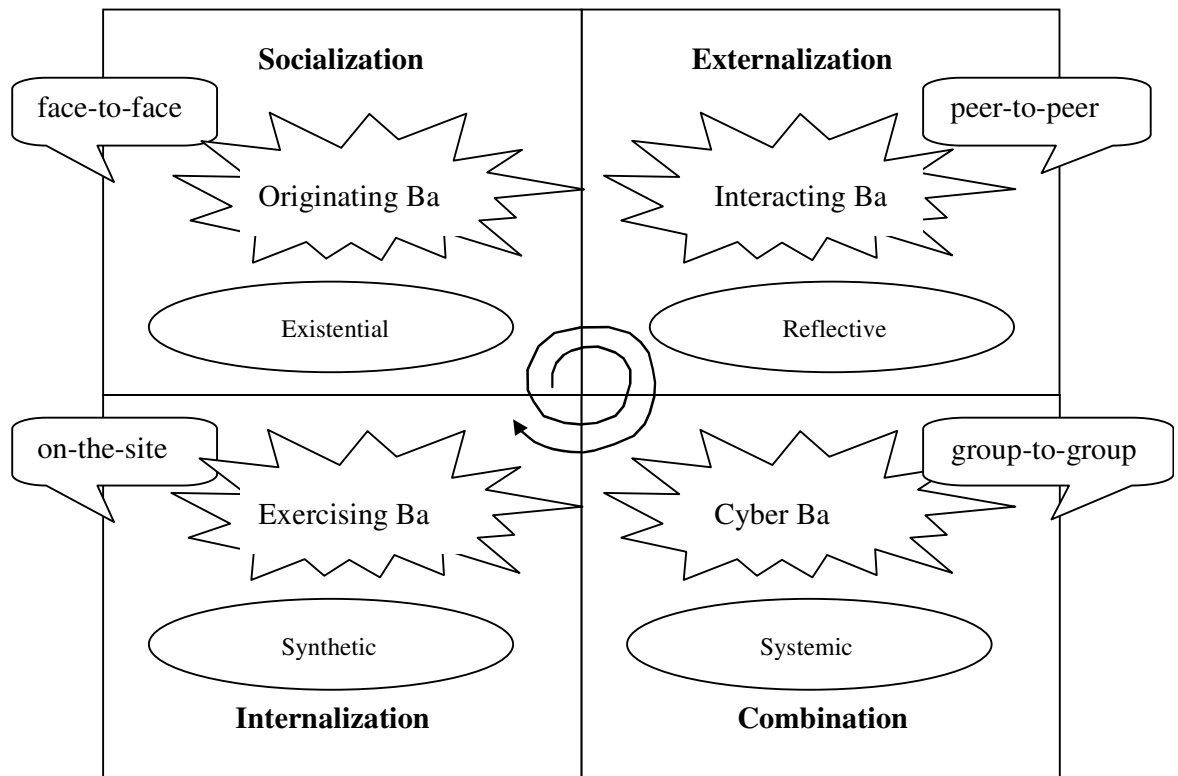 Socialization
Externalization
face-to-face
peer-to-peer
Originating Ba
Interacting Ba
Existential
Reflective
on-the-site
group-to-group
Exercising Ba
Cyber Ba
Synthetic
Systemic
Internalization
Combination